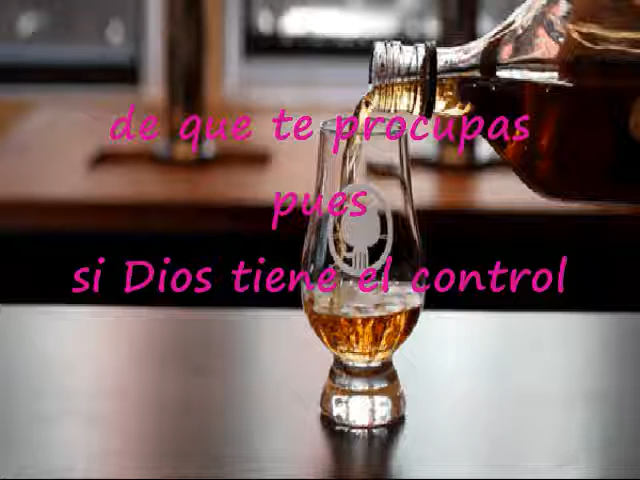 de que te procupas
pues
si Dios tiene el control